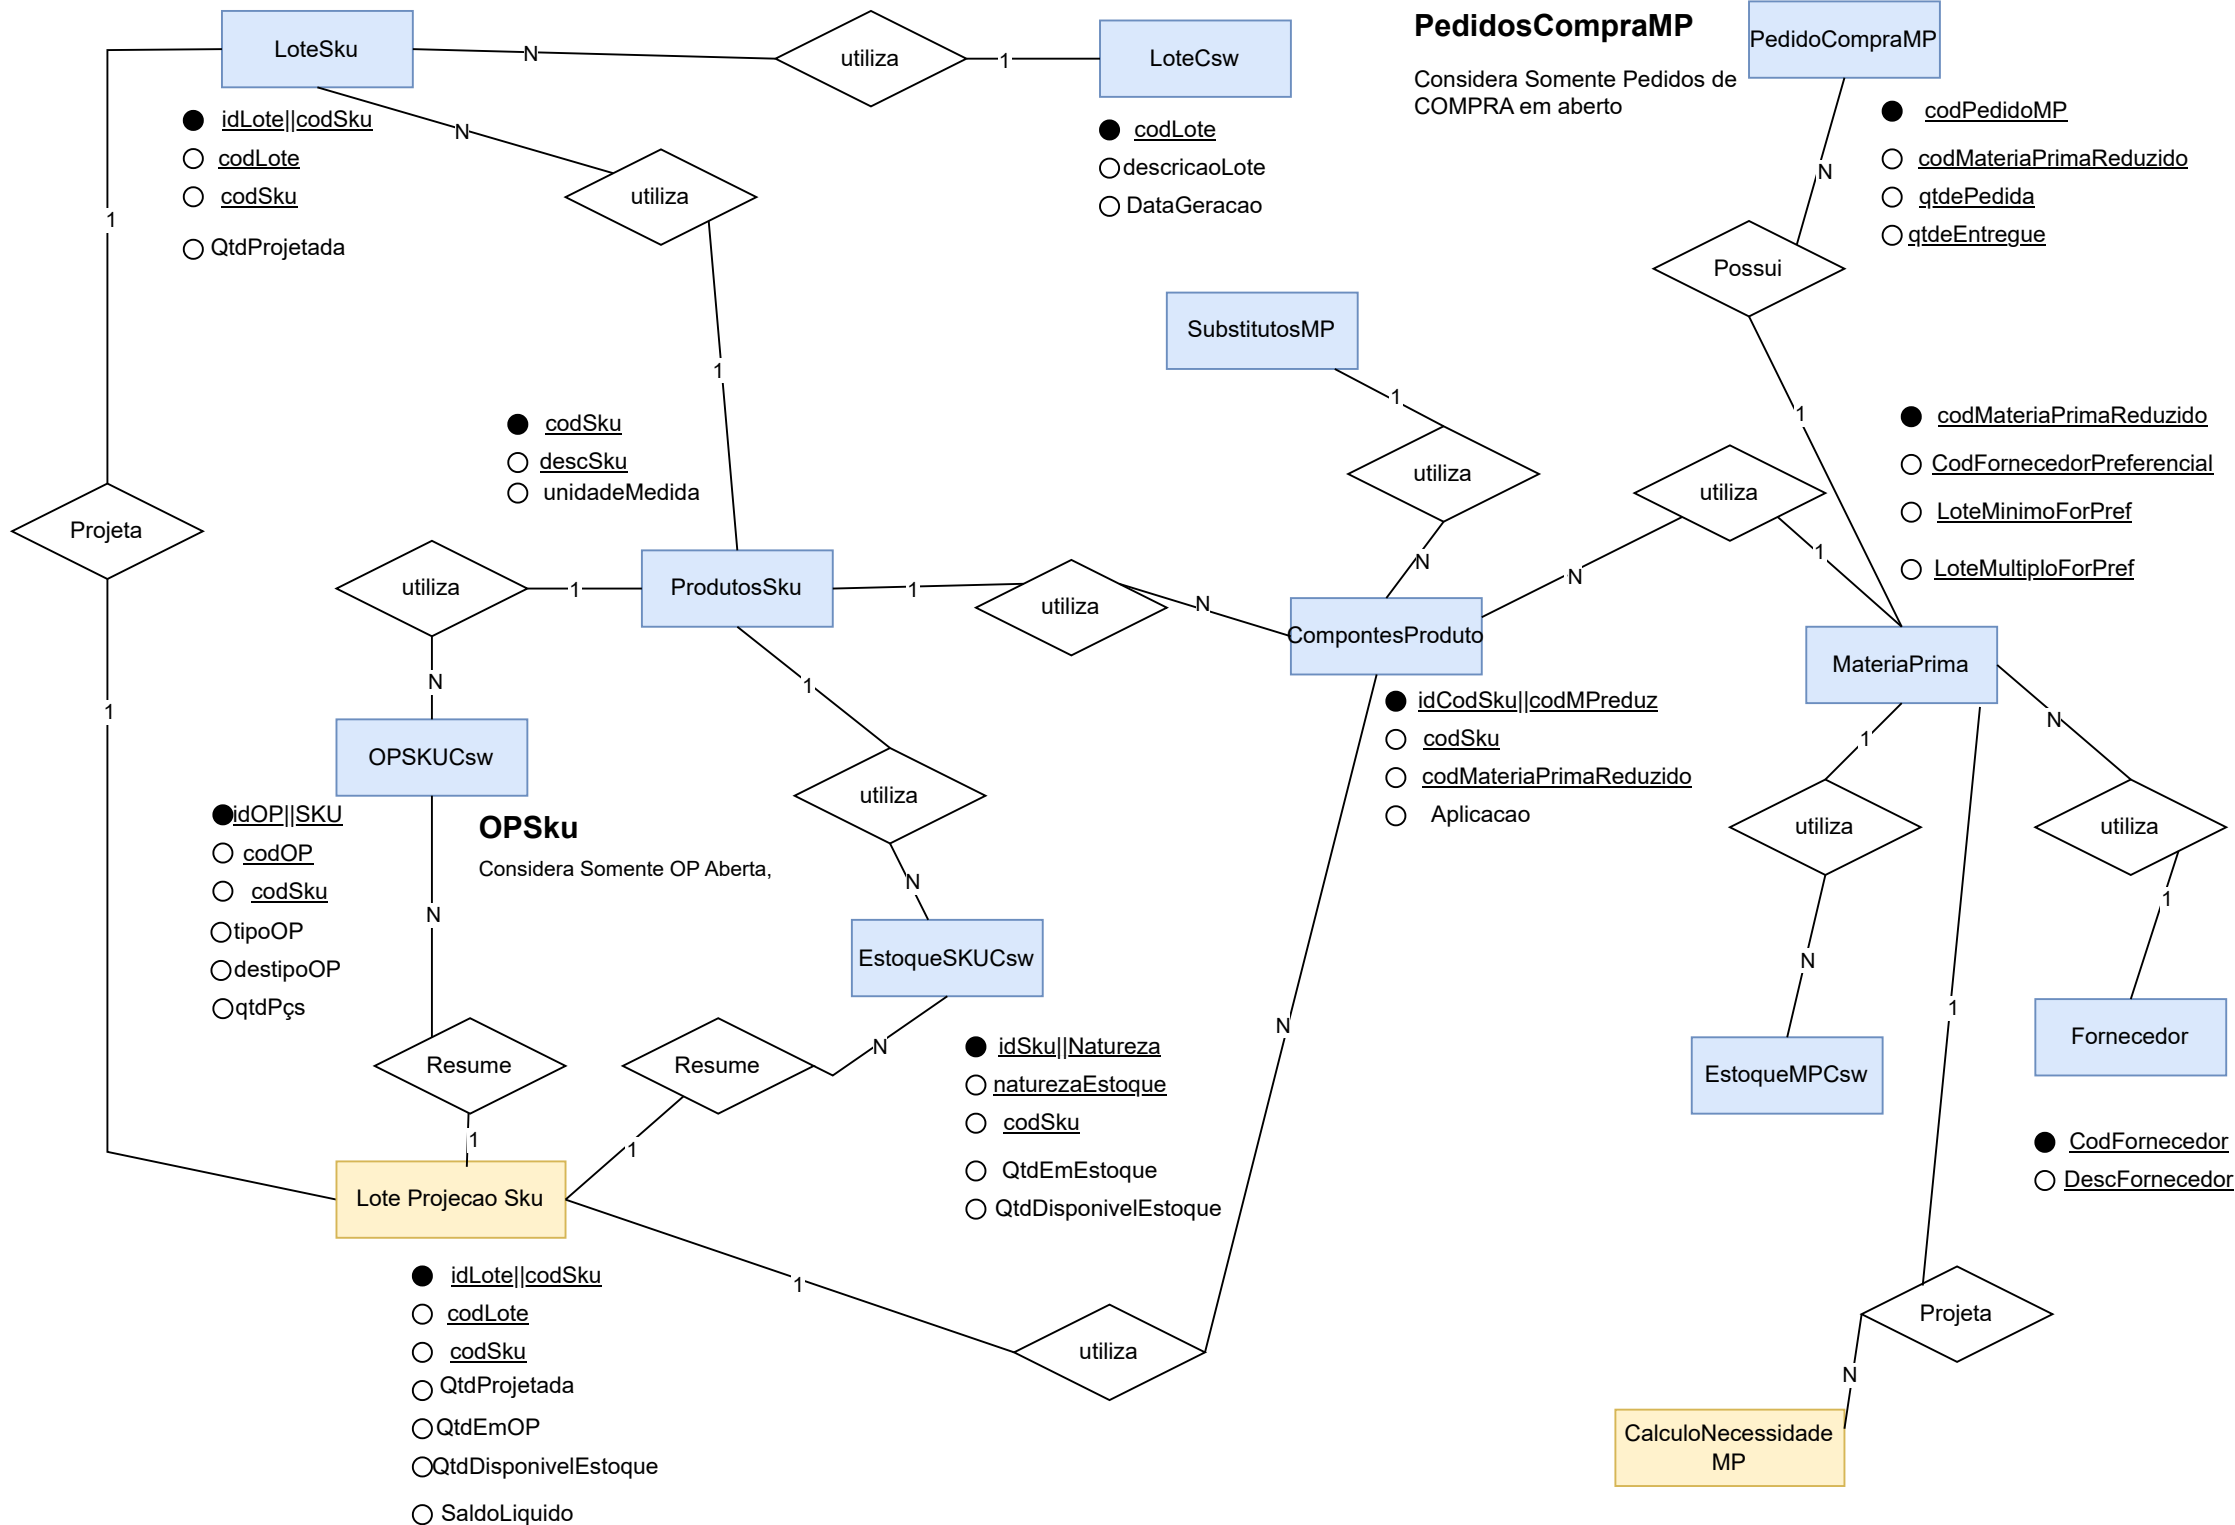 LoteSku
N
utiliza
1
LoteCsw
PedidosCompraMP
Considera Somente Pedidos de
COMPRA em aberto
PedidoCompraMP
idLote||codSku
codLote
codSku
QtdProjetada
N
utiliza
1
codLote
descricaoLote
DataGeracao
codPedidoMP
codMateriaPrimaReduzido
qtdePedida
qtdeEntregue
N
Possui
1
1
Projeta
1
SubstitutosMP
1
utiliza
N
codSku
descSku
unidadeMedida
codMateriaPrimaReduzido
CodFornecedorPreferencial
LoteMinimoForPref
LoteMultiploForPref
utiliza
1
N
utiliza
1
ProdutosSku
1
utiliza
N
CompontesProduto
MateriaPrima
N
OPSKUCsw
1
utiliza
N
idCodSku||codMPreduz
codSku
codMateriaPrimaReduzido
Aplicacao
1
utiliza
N
N
utiliza
1
idOP||SKU
codOP
codSku
tipoOP
destipoOP
qtdPçs
OPSku
Considera Somente OP Aberta,
N
EstoqueSKUCsw
Resume
1
Resume
N
1
idSku||Natureza
naturezaEstoque
codSku
QtdEmEstoque
QtdDisponivelEstoque
N
EstoqueMPCsw
1
Fornecedor
CodFornecedor
DescFornecedor
Lote Projecao Sku
1
utiliza
idLote||codSku
codLote
codSku
QtdProjetada
QtdEmOP
QtdDisponivelEstoque
SaldoLiquido
Projeta
N
CalculoNecessidade
MP